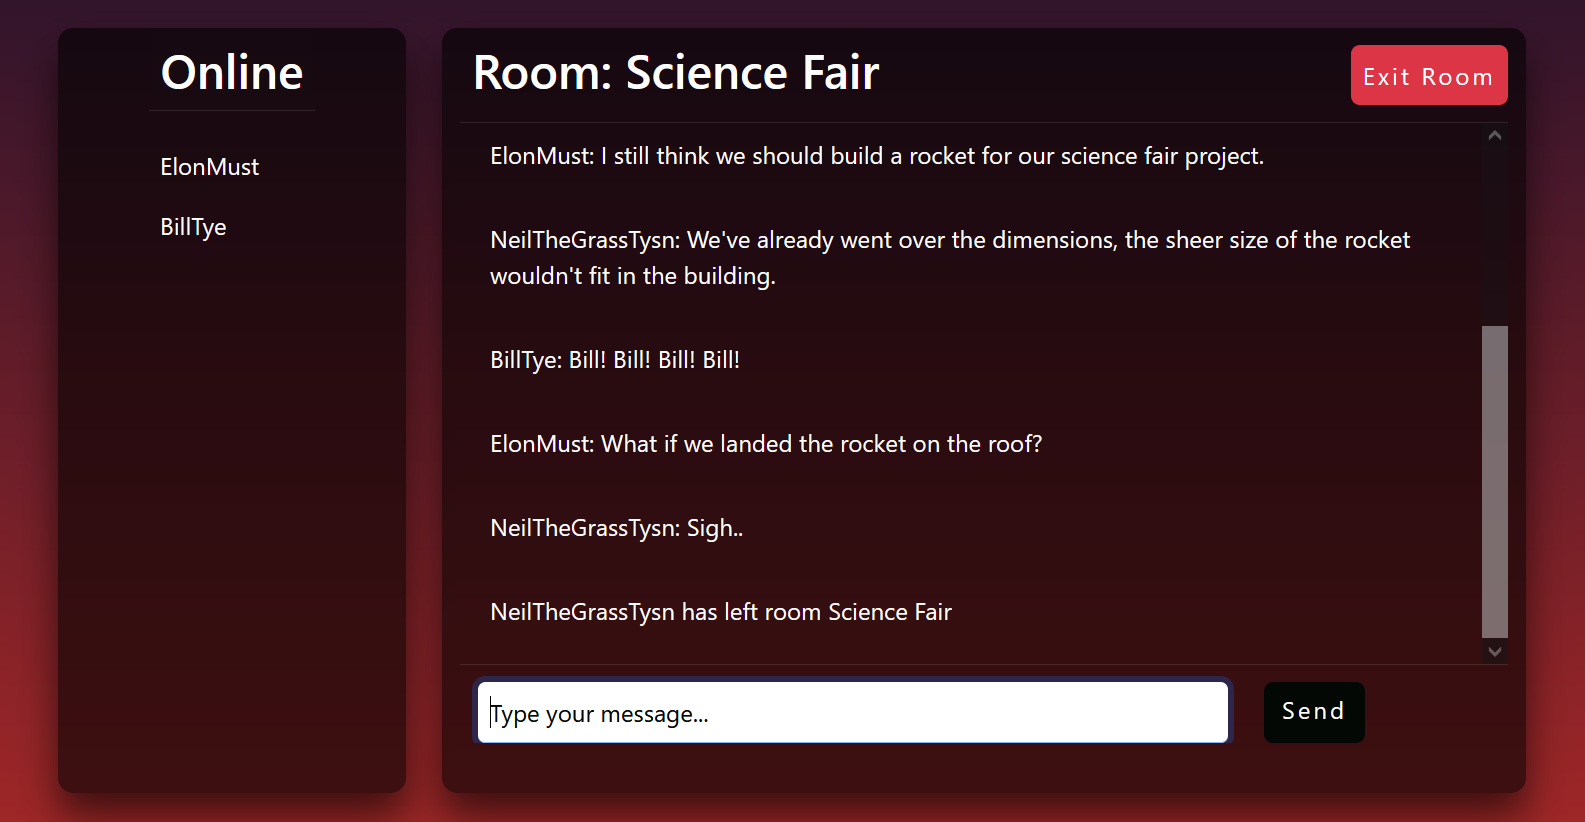 Online
ElonMust
BillTye
Room: Science Fair
Exit Room
ElonMust: I still think we should build a rocket for our science fair project.
NeilTheGrassTysn: We've already went over the dimensions, the sheer size of the rocket
wouldn't fit in the building.
BillTye: Bill! Bill! Bill! Bill!
ElonMust: What if we landed the rocket on the roof?
NeilTheGrassTysn: Sigh..
NeilTheGrassTysn has left room Science Fair
Type your message...
Send